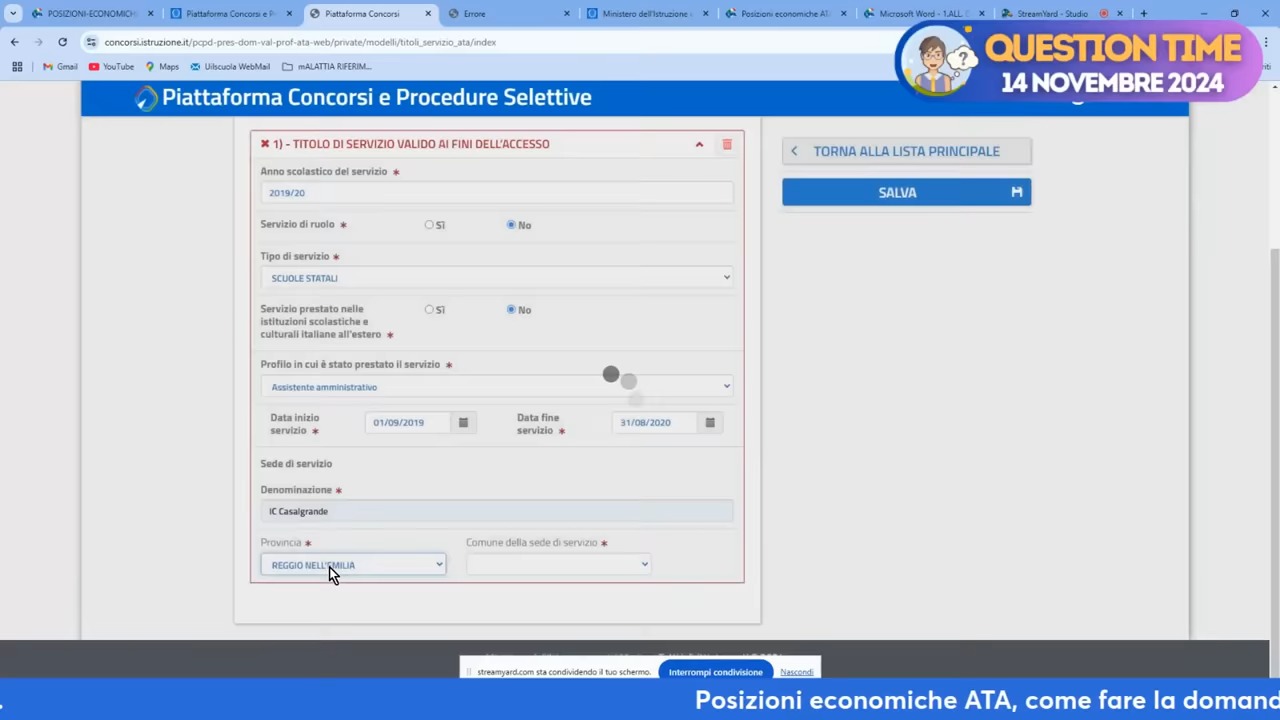 POSIZIONI-ECONOMICHE
Piattaforma Concorsi e P
Piattaforma Concorsi
Errore
Ministero dell'Istruzione
Posizioni economiche ATA
Microsoft Word - 1.ALL.
StreamYard - Studio
concorsi.istruzione.it/pcpd-pres-dom-val-prof-ata-web/private/modelli/titoli_servizio_ata/index
Gmail
YouTube
Maps
Uilscuola WebMail
mALATTIA RIFERIM...
QUESTION TIME
14 NOVEMBRE 2024
Piattaforma Concorsi e Procedure Selettive
1) - TITOLO DI SERVIZIO VALIDO AI FINI DELL'ACCESSO
TORNA ALLA LISTA PRINCIPALE
SALVA
Anno scolastico del servizio *
2019/20
Servizio di ruolo * Sì No
Tipo di servizio *
SCUOLE STATALI
Servizio prestato nelle
istituzioni scolastiche e
culturali italiane all'estero *
Sì No
Profilo in cui è stato prestato il servizio *
Assistente amministrativo
Data inizio
servizio *
01/09/2019
Data fine
servizio *
31/08/2020
Sede di servizio
Denominazione *
IC Casalgrande
Provincia * Comune della sede di servizio *
REGGIO NELL'EMILIA
streamyard.com sta condividendo il tuo schermo. Interrompi condivisione Nascondi
Posizioni economiche ATA, come fare la domand